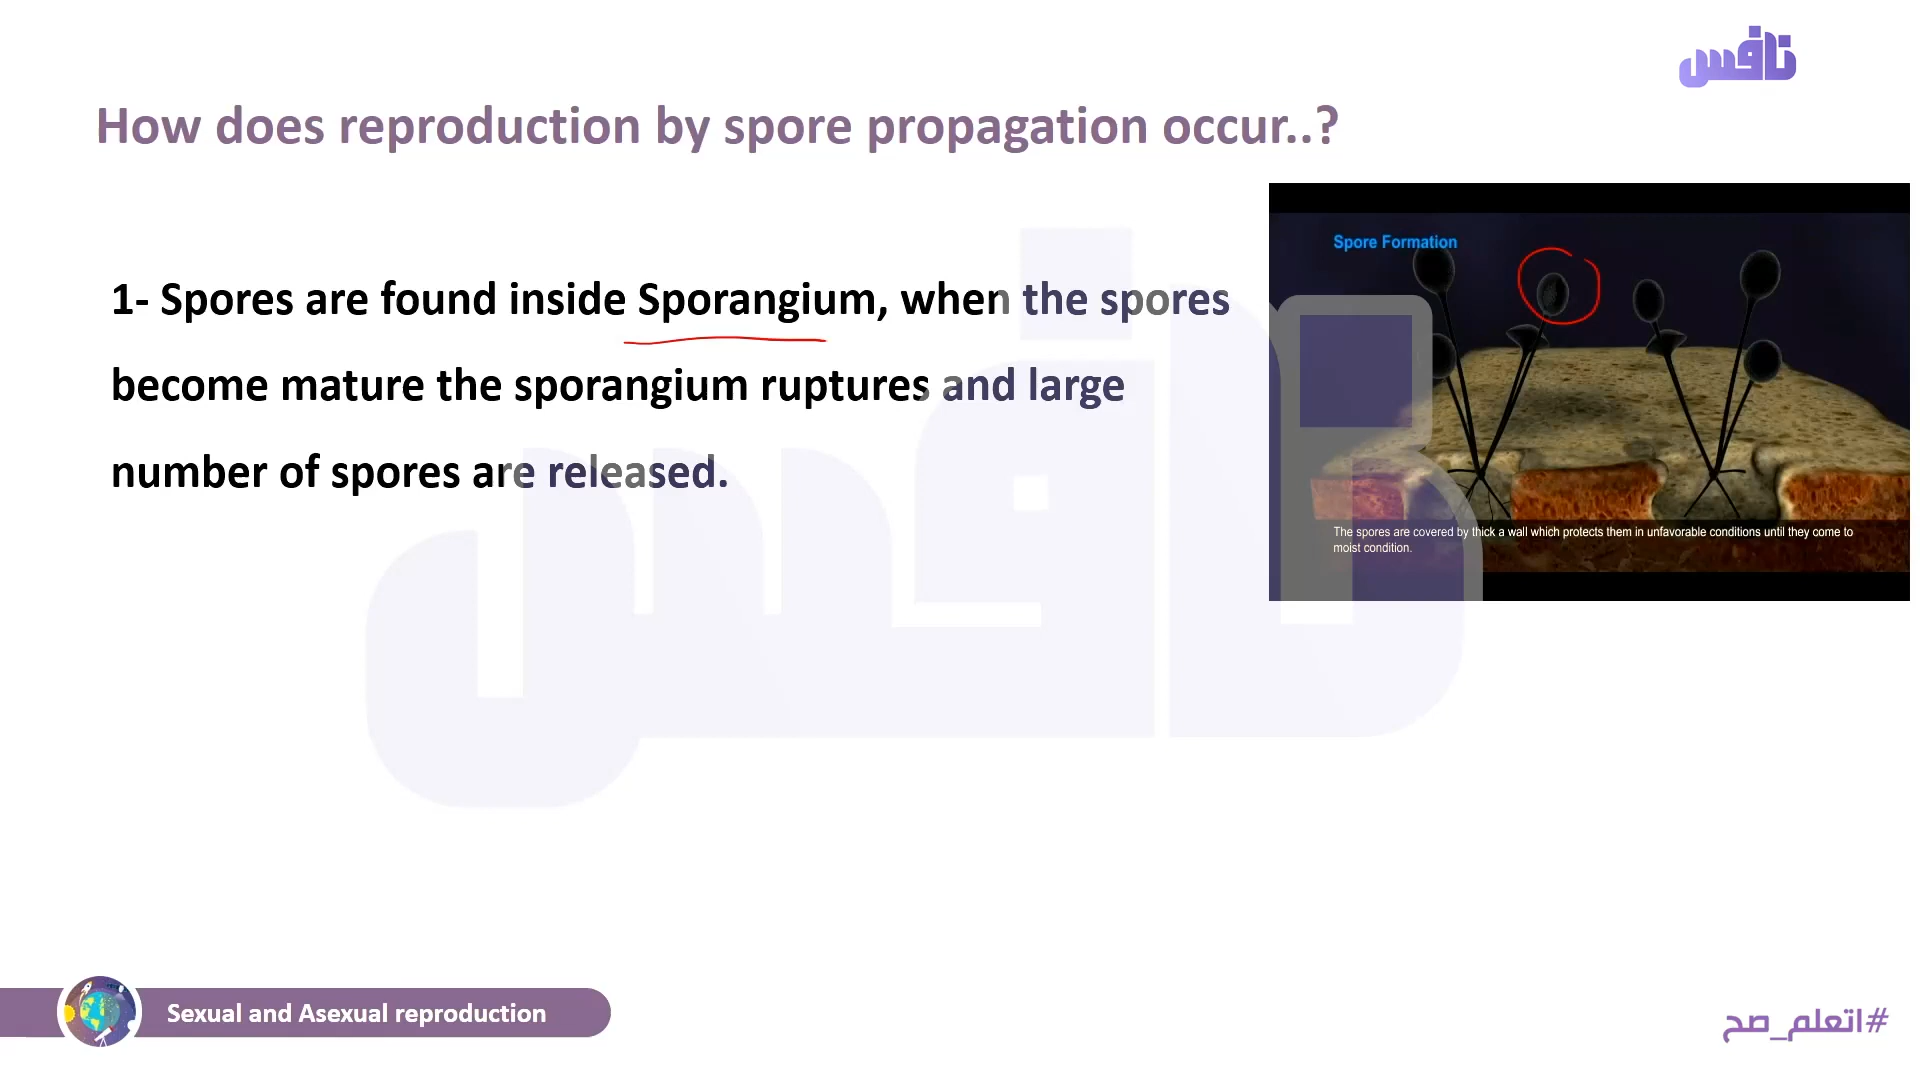 نافس
How does reproduction by spore propagation occur..?
1- Spores are found inside Sporangium, when the spores
become mature the sporangium ruptures and large
number of spores are released.
Spore Formation
The spores are covered by thick a wall which protects them in unfavorable conditions until they come to
moist condition.
نافس
Sexual and Asexual reproduction
#اتعلم_صح